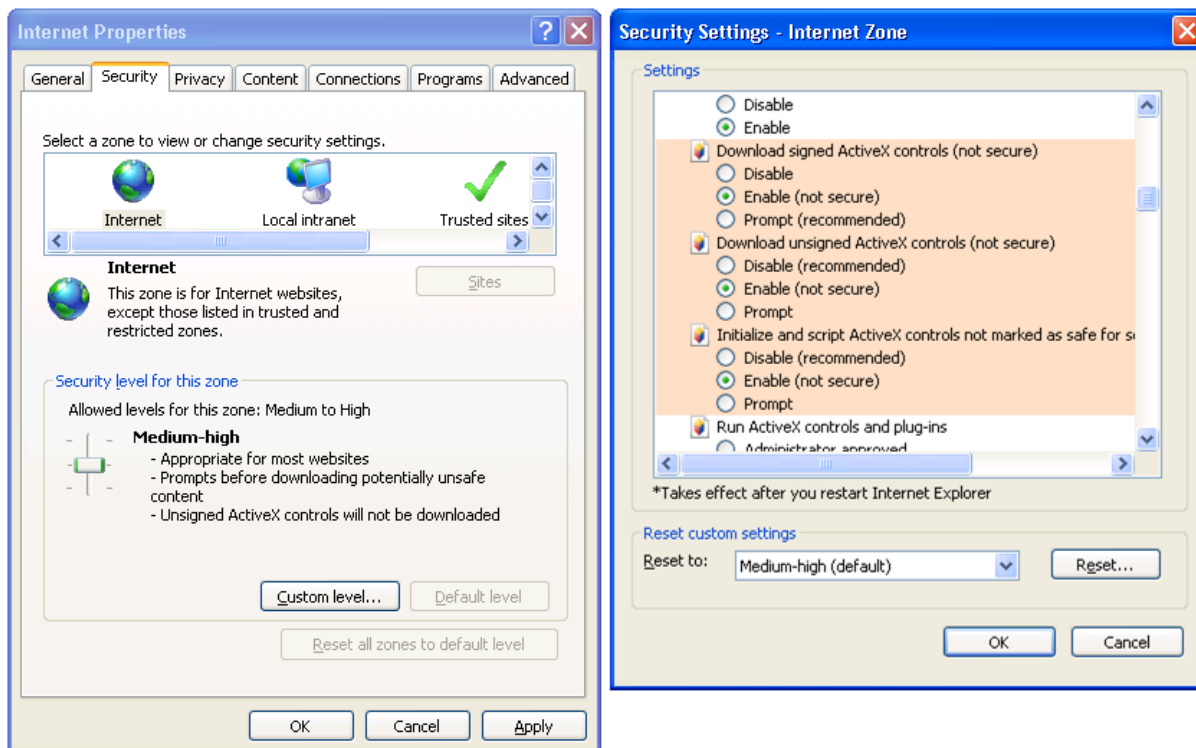 Internet Properties
General Security Privacy Content Connections Programs Advanced
Select a zone to view or change security settings.
Internet Local intranet Trusted sites
Internet
This zone is for Internet websites,
except those listed in trusted and
restricted zones.
Sites
Security level for this zone
Allowed levels for this zone: Medium to High
Medium-high
- Appropriate for most websites
- Prompts before downloading potentially unsafe
content
- Unsigned ActiveX controls will not be downloaded
Custom level... Default level
Reset all zones to default level
OK Cancel Apply
Security Settings - Internet Zone
Settings
Disable
Enable
Download signed ActiveX controls (not secure)
Disable
Enable (not secure)
Prompt (recommended)
Download unsigned ActiveX controls (not secure)
Disable (recommended)
Enable (not secure)
Prompt
Initialize and script ActiveX controls not marked as safe for s
Disable (recommended)
Enable (not secure)
Prompt
Run ActiveX controls and plug-ins
Administrator approved
*Takes effect after you restart Internet Explorer
Reset custom settings
Reset to: Medium-high (default) Reset...
OK Cancel